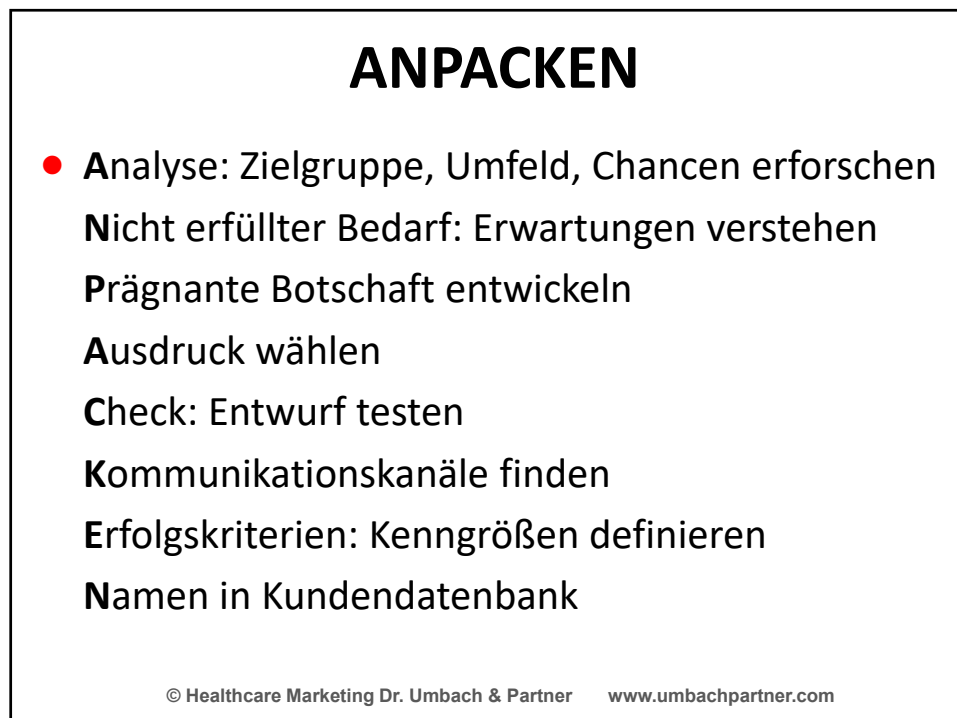 ANPACKEN
• Analyse: Zielgruppe, Umfeld, Chancen erforschen
Nicht erfüllter Bedarf: Erwartungen verstehen
Prägnante Botschaft entwickeln
Ausdruck wählen
Check: Entwurf testen
Kommunikationskanäle finden
Erfolgskriterien: Kenngrößen definieren
Namen in Kundendatenbank
© Healthcare Marketing Dr. Umbach & Partner www.umbachpartner.com